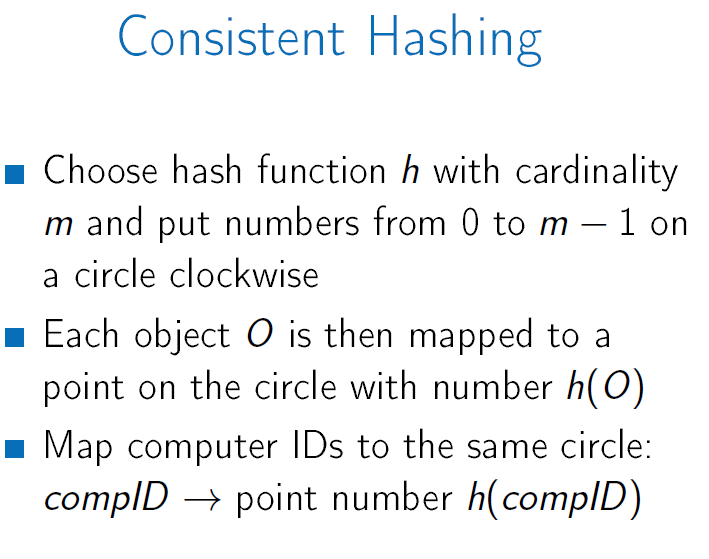 Consistent Hashing
Choose hash function h with cardinality
m and put numbers from 0 to m − 1 on
a circle clockwise
Each object O is then mapped to a
point on the circle with number h(O)
Map computer IDs to the same circle:
compID → point number h(compID)